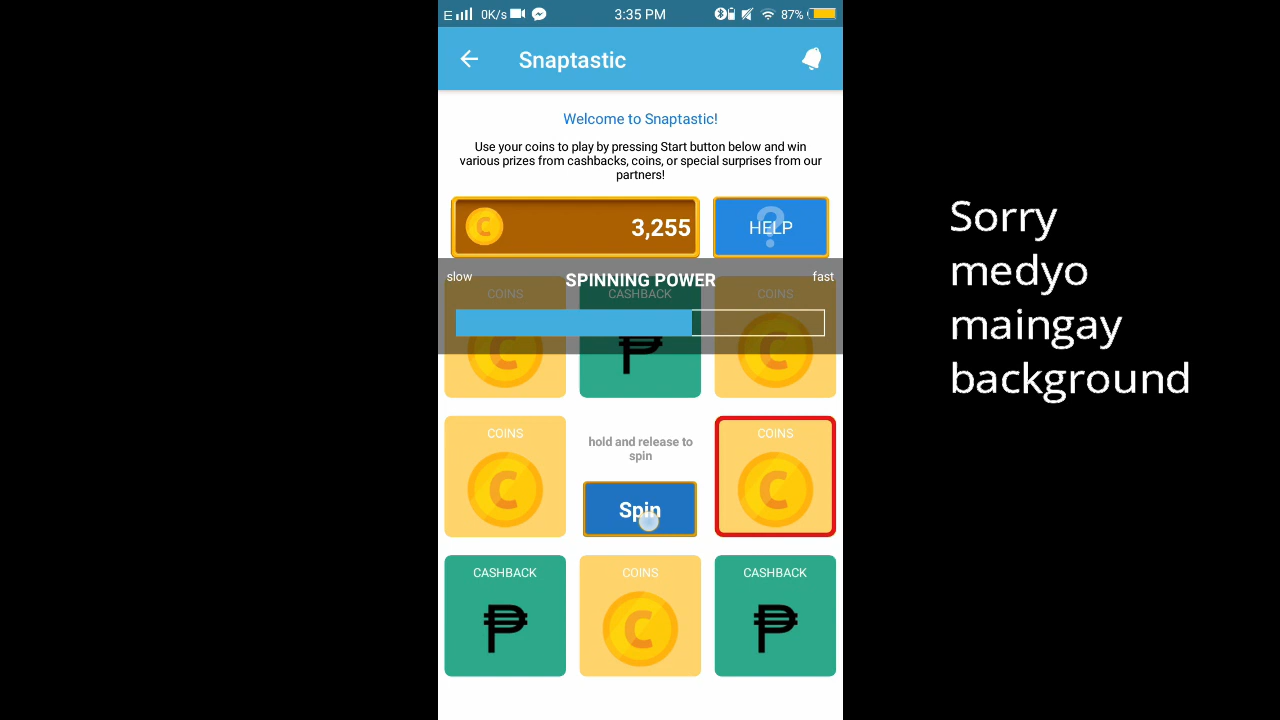 E 0K/s 3:35 PM 87%
Snaptastic
Welcome to Snaptastic!
Use your coins to play by pressing Start button below and win
various prizes from cashbacks, coins, or special surprises from our
partners!
C 3,255 ? HELP
slow SPINNING POWER fast
COINS CASHBACK COINS
C ₱ C
COINS hold and release to spin COINS
C Spin C
CASHBACK COINS CASHBACK
₱ C ₱
Sorry
medyo
maingay
background